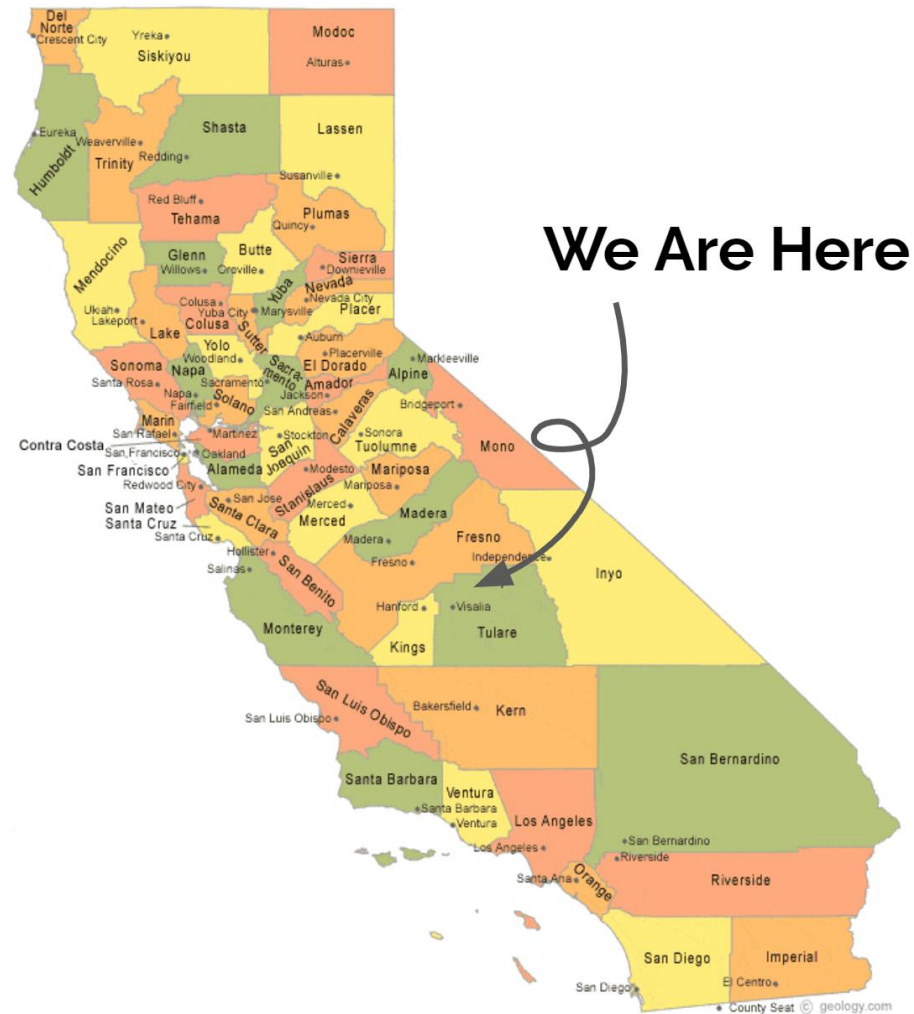 Del
Norte
Crescent City
Yreka
Siskiyou
Modoc
Alturas
Eureka
Humboldt
Weaverville
Trinity
Shasta
Redding
Lassen
Susanville
Red Bluff
Tehama
Plumas
Quincy
We Are Here
Mendocino
Ukiah
Glenn
Willows
Butte
Oroville
Sierra
Downieville
Nevada
Nevada City
Yuba
Marysville
Placer
Auburn
Lakeport
Lake
Colusa
Colusa
Yuba City
Sutter
Yolo
Woodland
Sonoma
Santa Rosa
Napa
Napa
Sacramento
Sacra-
mento
El Dorado
Placerville
Amador
Jackson
Alpine
Markleeville
Solano
Fairfield
San Andreas
Calaveras
Bridgeport
Mono
Marin
San Rafael
Contra Costa
Martinez
San Francisco
San Francisco
Oakland
Alameda
Stockton
San
Joaquin
Sonora
Tuolumne
Redwood City
San Mateo
San Jose
Santa Clara
Santa Cruz
Santa Cruz
Modesto
Stanislaus
Mariposa
Mariposa
Merced
Merced
Madera
Madera
Hollister
San Benito
Salinas
Monterey
Fresno
Fresno
Independence
Inyo
Hanford
Kings
Visalia
Tulare
San Luis Obispo
San Luis Obispo
Bakersfield
Kern
San Bernardino
San Bernardino
Santa Barbara
Santa Barbara
Ventura
Ventura
Los Angeles
Los Angeles
Riverside
Riverside
Santa Ana
Orange
San Diego
San Diego
Imperial
El Centro
County Seat © geology.com